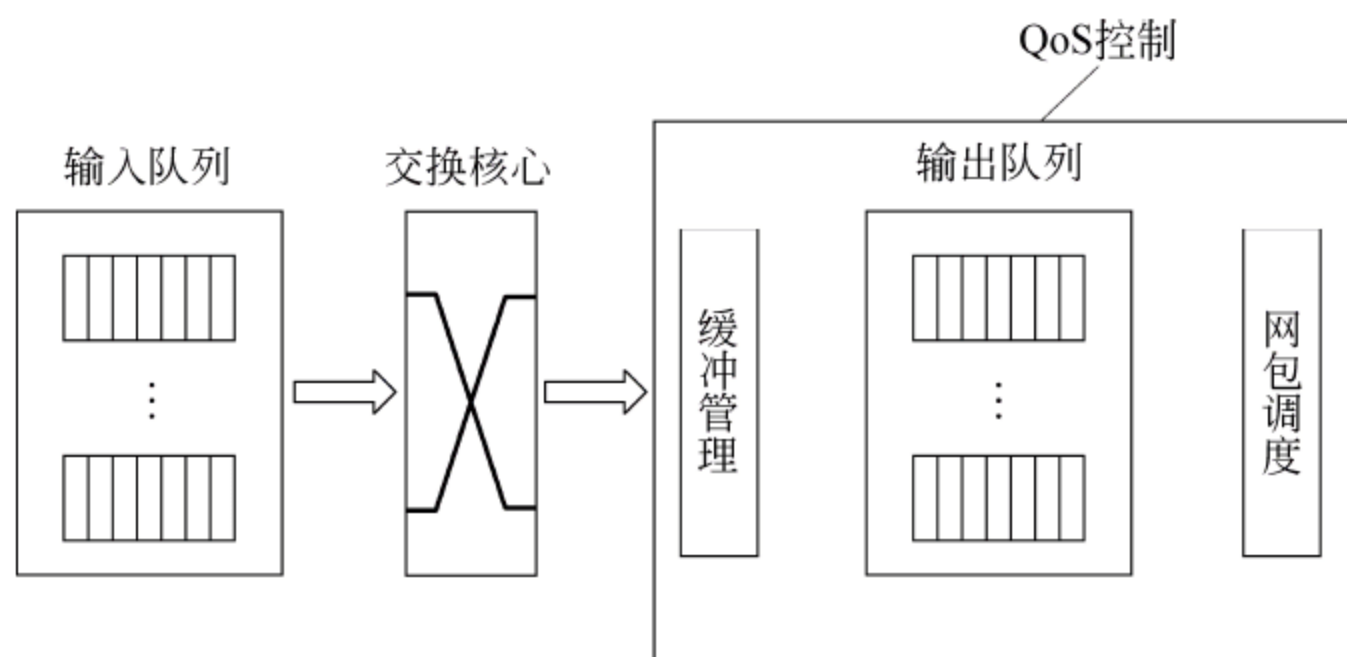 QoS控制
输入队列
交换核心
输出队列
缓冲管理
网包调度